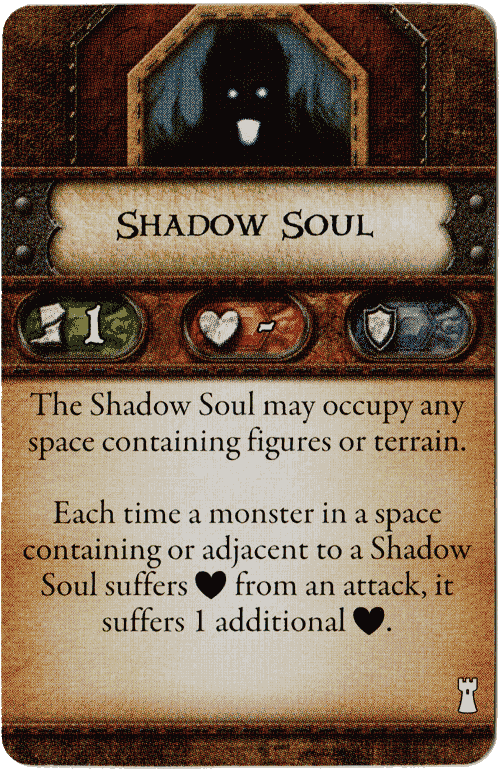 Shadow Soul
1 -
The Shadow Soul may occupy any
space containing figures or terrain.
Each time a monster in a space
containing or adjacent to a Shadow
Soul suffers ♥ from an attack, it
suffers 1 additional ♥.